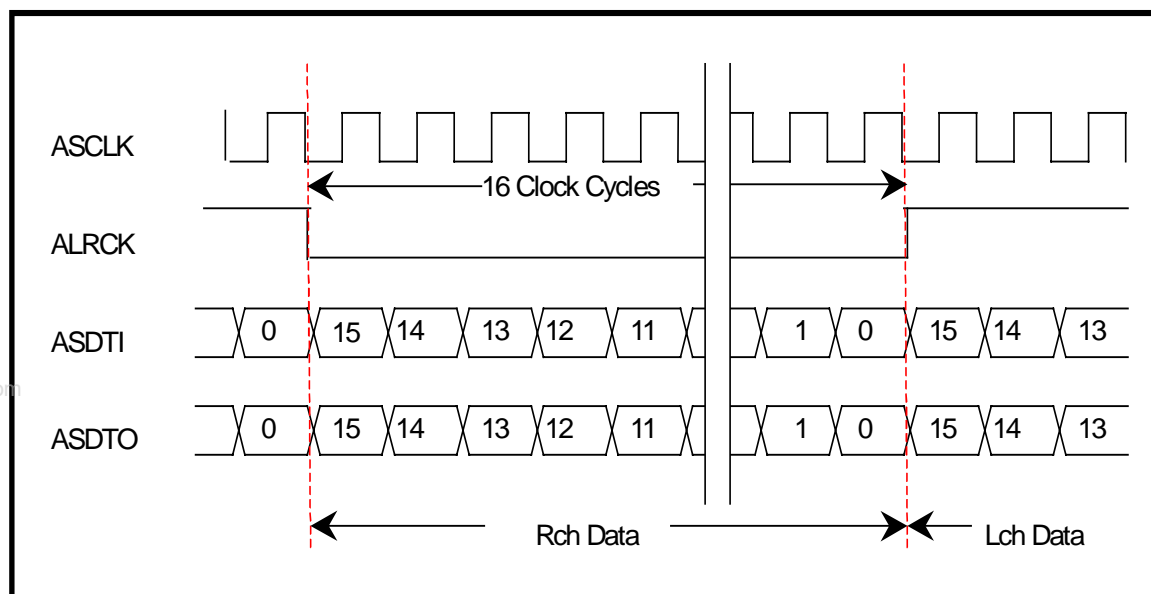 ASCLK
16 Clock Cycles
ALRCK
ASDTI
0 15 14 13 12 11 1 0 15 14 13
om
ASDTO
0 15 14 13 12 11 1 0 15 14 13
Rch Data
Lch Data